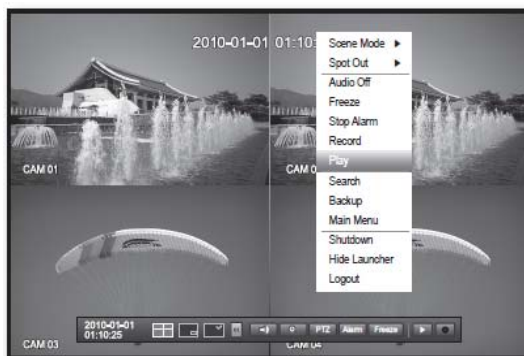 2010-01-01 01:10:
Scene Mode ▶
Spot Out ▶
Audio Off
Freeze
Stop Alarm
Record
Play
Search
Backup
Main Menu
Shutdown
Hide Launcher
Logout
CAM 01
CAM 0
2010-01-01
01:10:25
PTZ
Alarm
Freeze
CAM 03
CAM 04